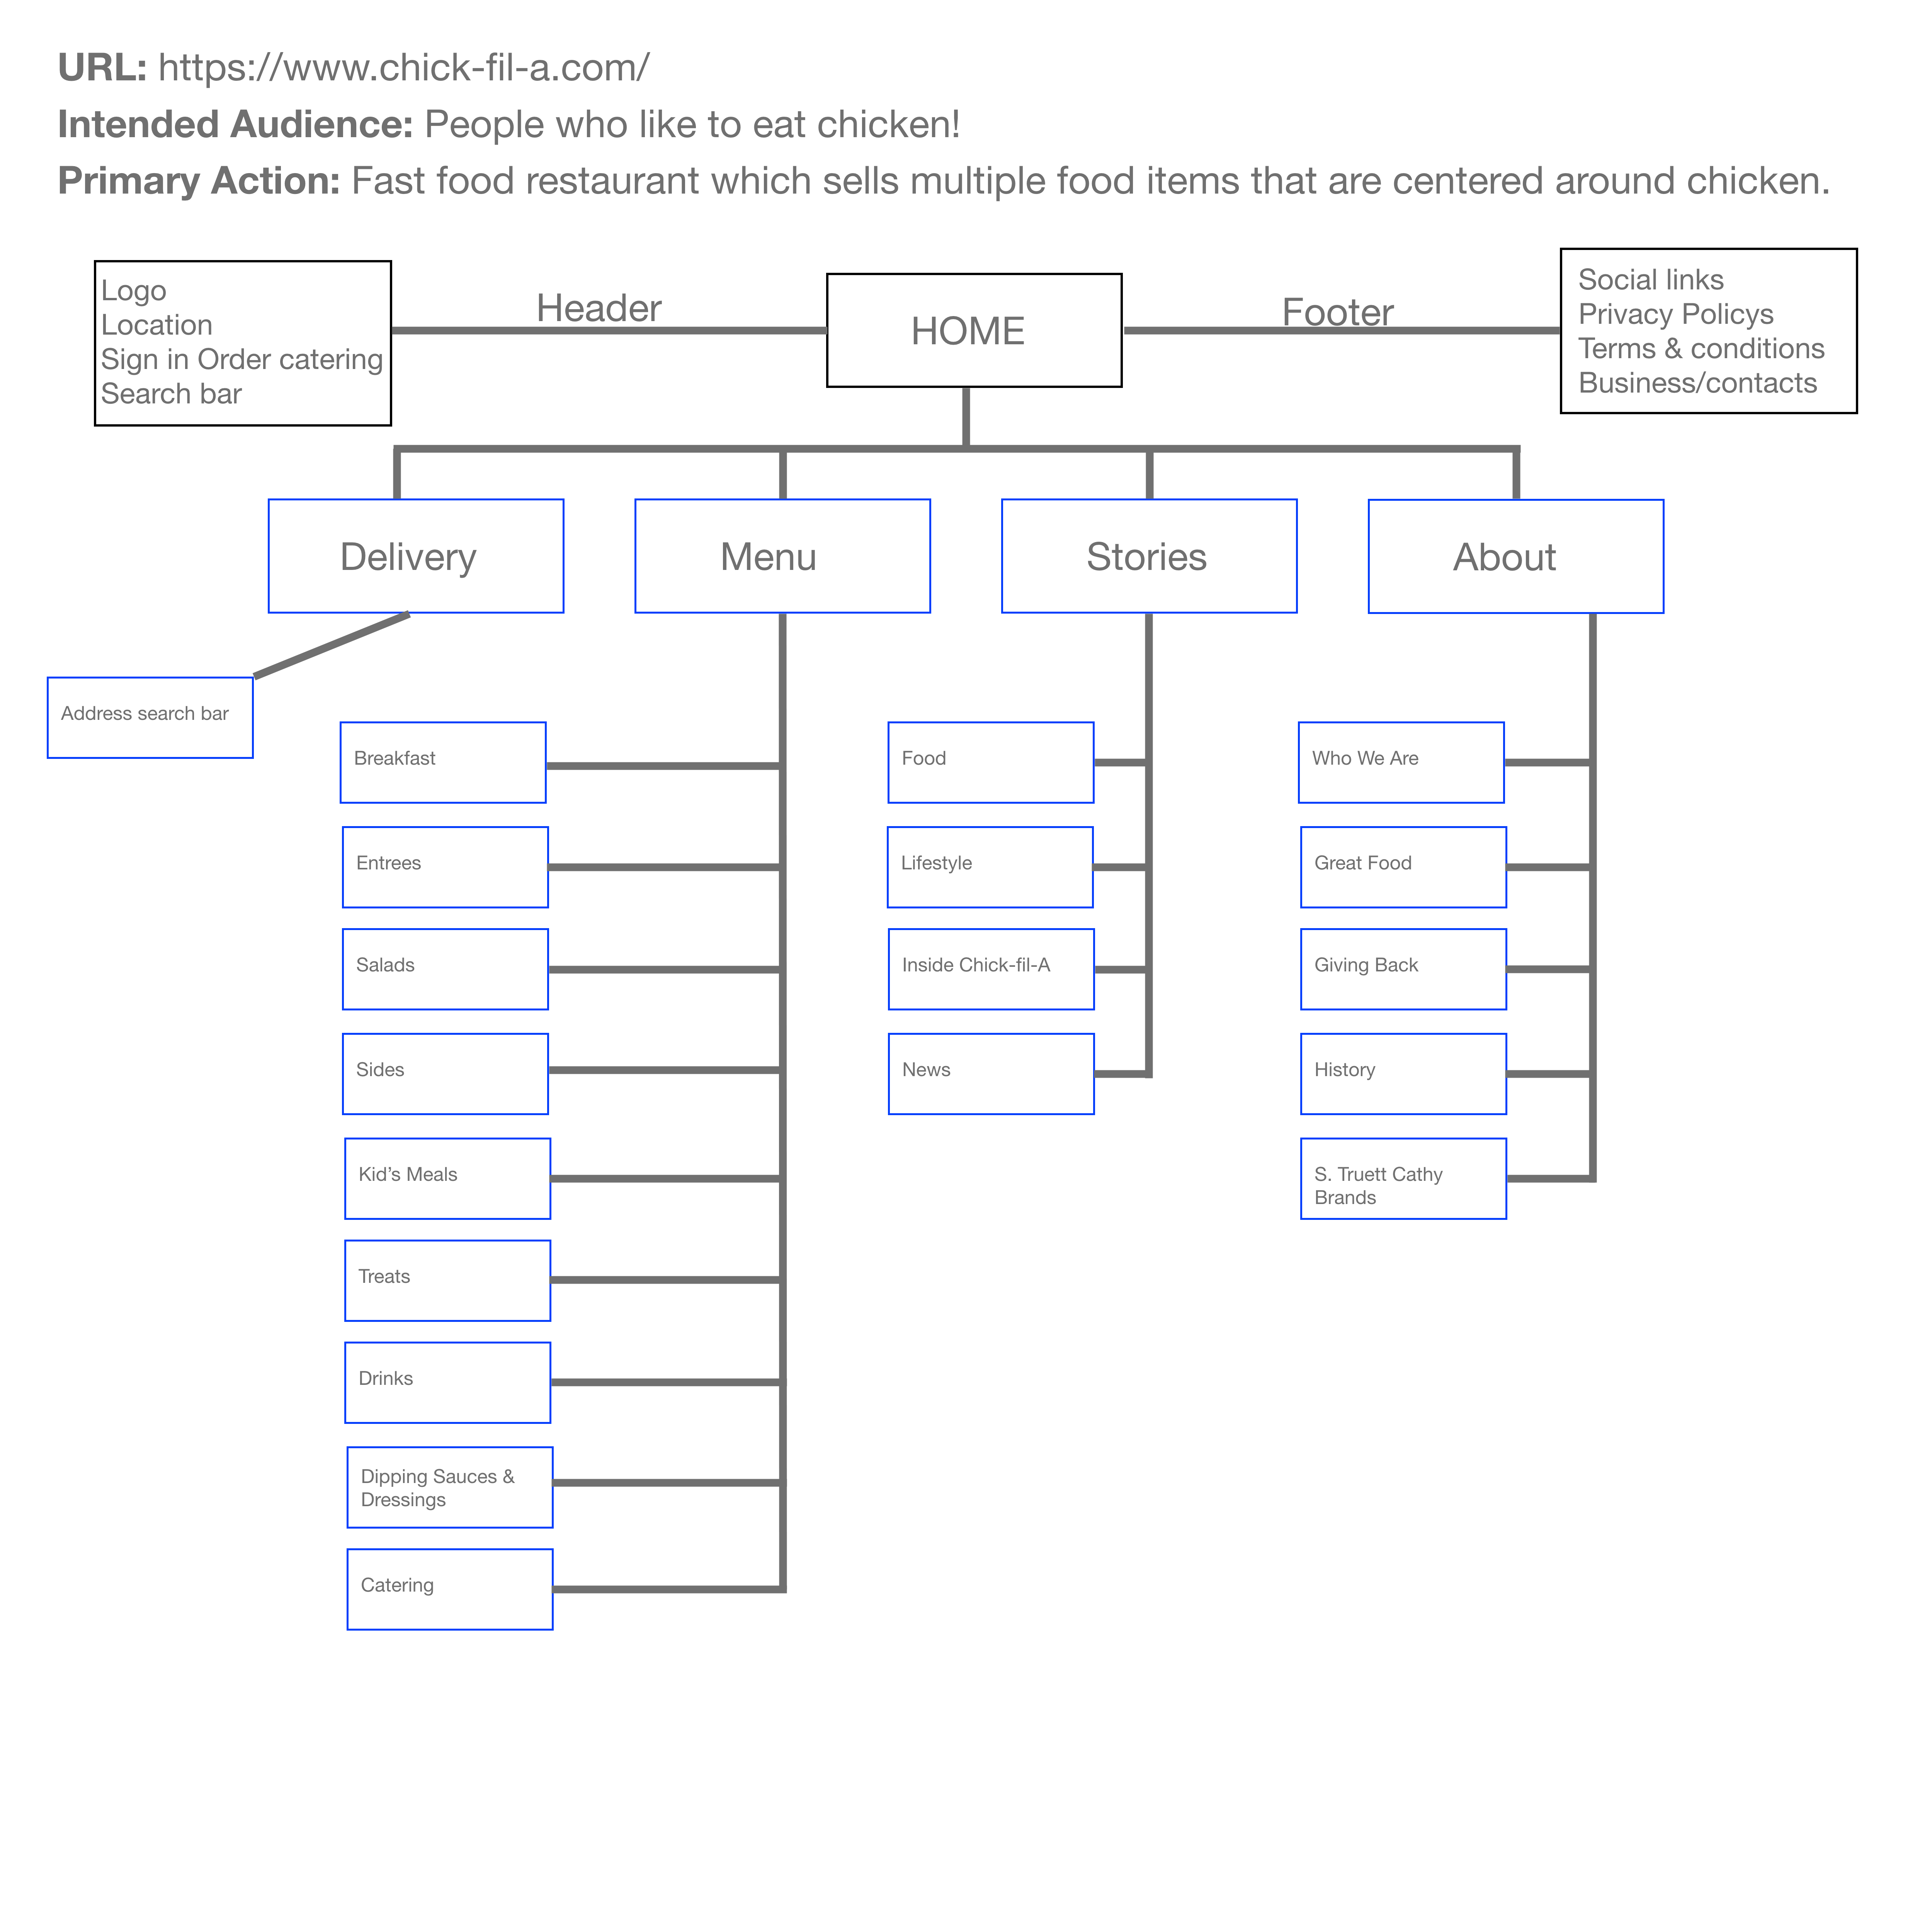 URL: https://www.chick-fil-a.com/
Intended Audience: People who like to eat chicken!
Primary Action: Fast food restaurant which sells multiple food items that are centered around chicken.
Logo
Location
Sign in Order catering
Search bar
Header
HOME
Footer
Social links
Privacy Policys
Terms & conditions
Business/contacts
Delivery
Menu
Stories
About
Address search bar
Breakfast
Entrees
Salads
Sides
Kid’s Meals
Treats
Drinks
Dipping Sauces &
Dressings
Catering
Food
Lifestyle
Inside Chick-fil-A
News
Who We Are
Great Food
Giving Back
History
S. Truett Cathy
Brands